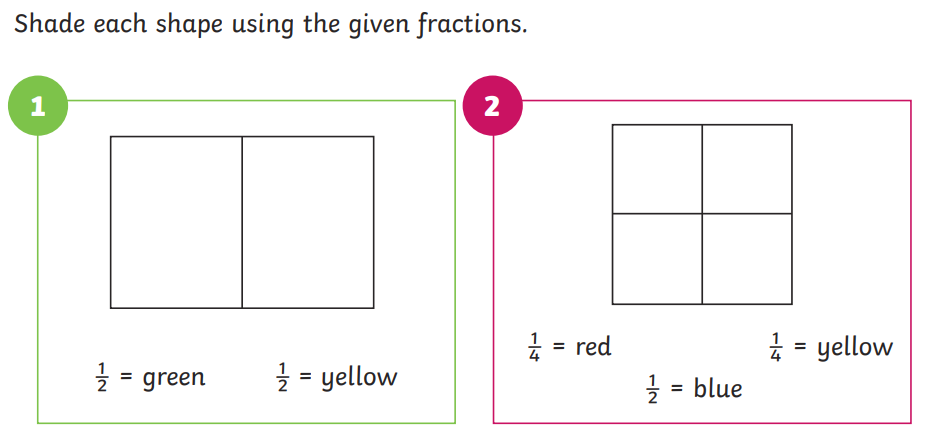 Shade each shape using the given fractions.
1
1/2 = green 1/2 = yellow
2
1/4 = red 1/4 = yellow
1/2 = blue